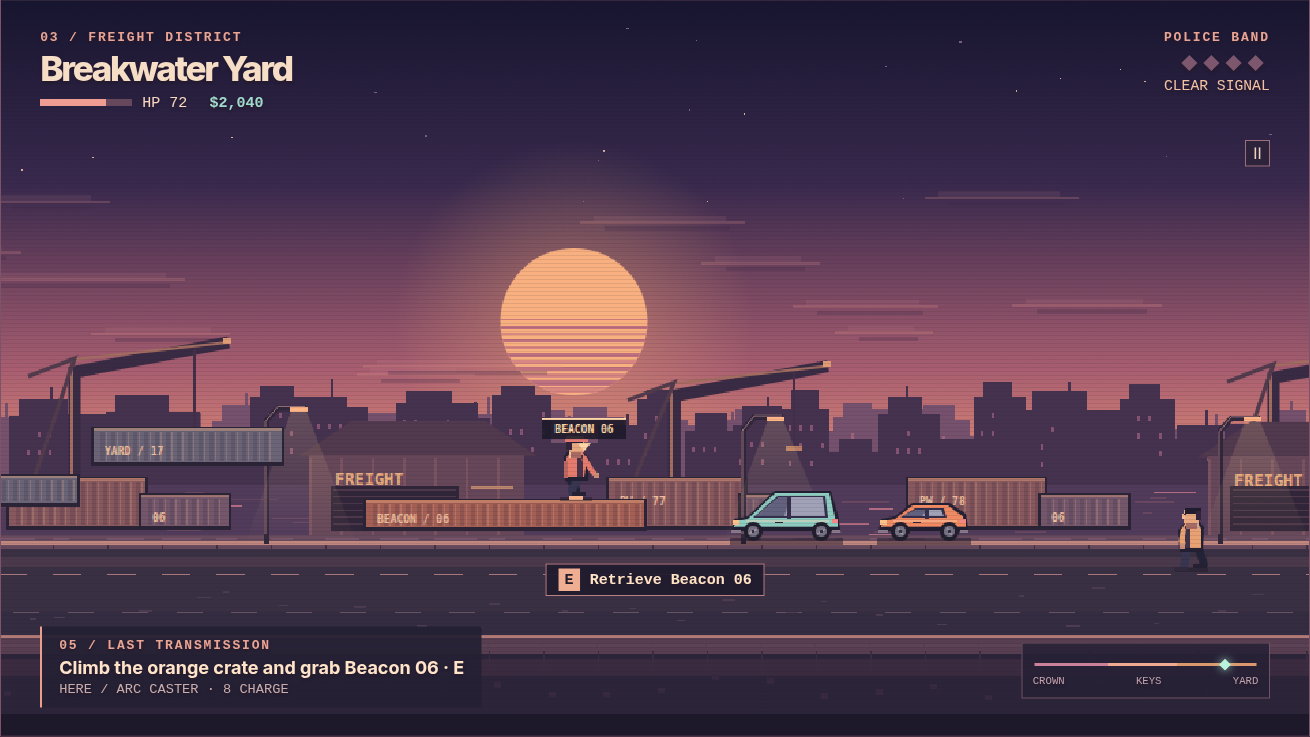 03 / FREIGHT DISTRICT
Breakwater Yard
HP 72 $2,040
POLICE BAND
CLEAR SIGNAL
BEACON 06
YARD / 17
FREIGHT
FREIGHT
77
PW / 78
06
BEACON / 06
06
E Retrieve Beacon 06
05 / LAST TRANSMISSION
Climb the orange crate and grab Beacon 06 · E
HERE / ARC CASTER · 8 CHARGE
CROWN KEYS YARD